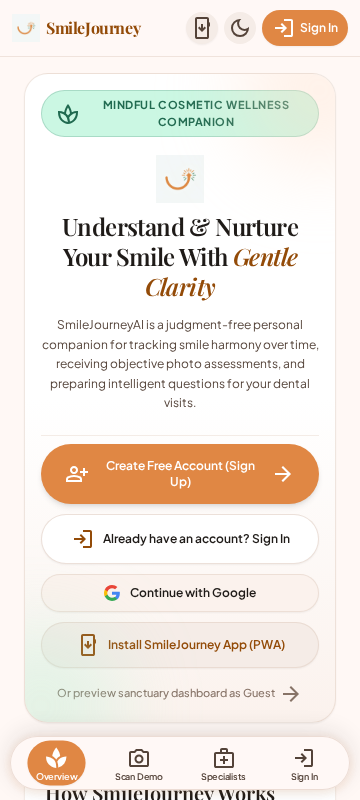 SmileJourney
Sign In
MINDFUL COSMETIC WELLNESS
COMPANION
Understand & Nurture
Your Smile With Gentle
Clarity
SmileJourneyAI is a judgment-free personal
companion for tracking smile harmony over time,
receiving objective photo assessments, and
preparing intelligent questions for your dental
visits.
Create Free Account (Sign
Up)
Already have an account? Sign In
Continue with Google
Install SmileJourney App (PWA)
Or preview sanctuary dashboard as Guest
Overview
Scan Demo
Specialists
Sign In
How SmileJourney Works